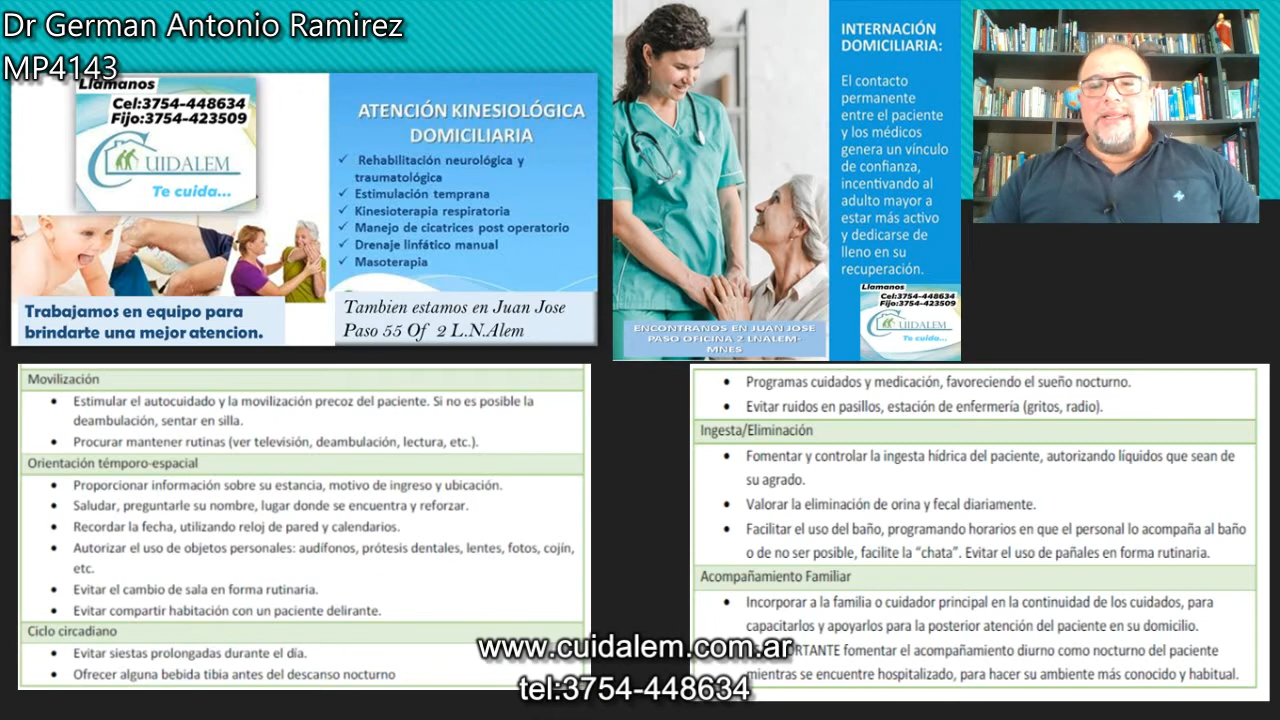 Dr German Antonio Ramirez
MP4143
Llamanos
Cel:3754-448634
Fijo:3754-423509
CUIDALEM
Te cuida...
ATENCIÓN KINESIOLÓGICA
DOMICILIARIA
✓ Rehabilitación neurológica y
traumatológica
✓ Estimulación temprana
✓ Kinesioterapia respiratoria
✓ Manejo de cicatrices post operatorio
✓ Drenaje linfático manual
✓ Masoterapia
Trabajamos en equipo para
brindarte una mejor atencion.
Tambien estamos en Juan Jose
Paso 55 Of 2 L.N.Alem
INTERNACIÓN
DOMICILIARIA:
El contacto
permanente
entre el paciente
y los médicos
genera un vínculo
de confianza,
incentivando al
adulto mayor a
estar más activo
y dedicarse de
lleno en su
recuperación.
ENCONTRANOS EN JUAN JOSE
PASO OFICINA 2 LNALEM-
MNES
Llamanos
Cel:3754-448634
Fijo:3754-423509
CUIDALEM
Te cuida...
Movilización
• Estimular el autocuidado y la movilización precoz del paciente. Si no es posible la
deambulación, sentar en silla.
• Procurar mantener rutinas (ver televisión, deambulación, lectura, etc.).
Orientación témporo-espacial
• Proporcionar información sobre su estancia, motivo de ingreso y ubicación.
• Saludar, preguntarle su nombre, lugar donde se encuentra y reforzar.
• Recordar la fecha, utilizando reloj de pared y calendarios.
• Autorizar el uso de objetos personales: audífonos, prótesis dentales, lentes, fotos, cojín,
etc.
• Evitar el cambio de sala en forma rutinaria.
• Evitar compartir habitación con un paciente delirante.
Ciclo circadiano
• Evitar siestas prolongadas durante el día.
• Ofrecer alguna bebida tibia antes del descanso nocturno
• Programas cuidados y medicación, favoreciendo el sueño nocturno.
• Evitar ruidos en pasillos, estación de enfermería (gritos, radio).
Ingesta/Eliminación
• Fomentar y controlar la ingesta hídrica del paciente, autorizando líquidos que sean de
su agrado.
• Valorar la eliminación de orina y fecal diariamente.
• Facilitar el uso del baño, programando horarios en que el personal lo acompaña al baño
o de no ser posible, facilite la “chata”. Evitar el uso de pañales en forma rutinaria.
Acompañamiento Familiar
• Incorporar a la familia o cuidador principal en la continuidad de los cuidados, para
capacitarlos y apoyarlos para la posterior atención del paciente en su domicilio.
RTANTE fomentar el acompañamiento diurno como nocturno del paciente
mientras se encuentre hospitalizado, para hacer su ambiente más conocido y habitual.
www.cuidalem.com.ar
tel:3754-448634